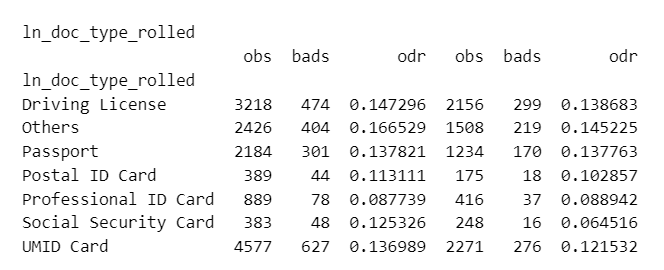 ln_doc_type_rolled
obs bads odr obs bads odr
ln_doc_type_rolled
Driving License 3218 474 0.147296 2156 299 0.138683
Others 2426 404 0.166529 1508 219 0.145225
Passport 2184 301 0.137821 1234 170 0.137763
Postal ID Card 389 44 0.113111 175 18 0.102857
Professional ID Card 889 78 0.087739 416 37 0.088942
Social Security Card 383 48 0.125326 248 16 0.064516
UMID Card 4577 627 0.136989 2271 276 0.121532